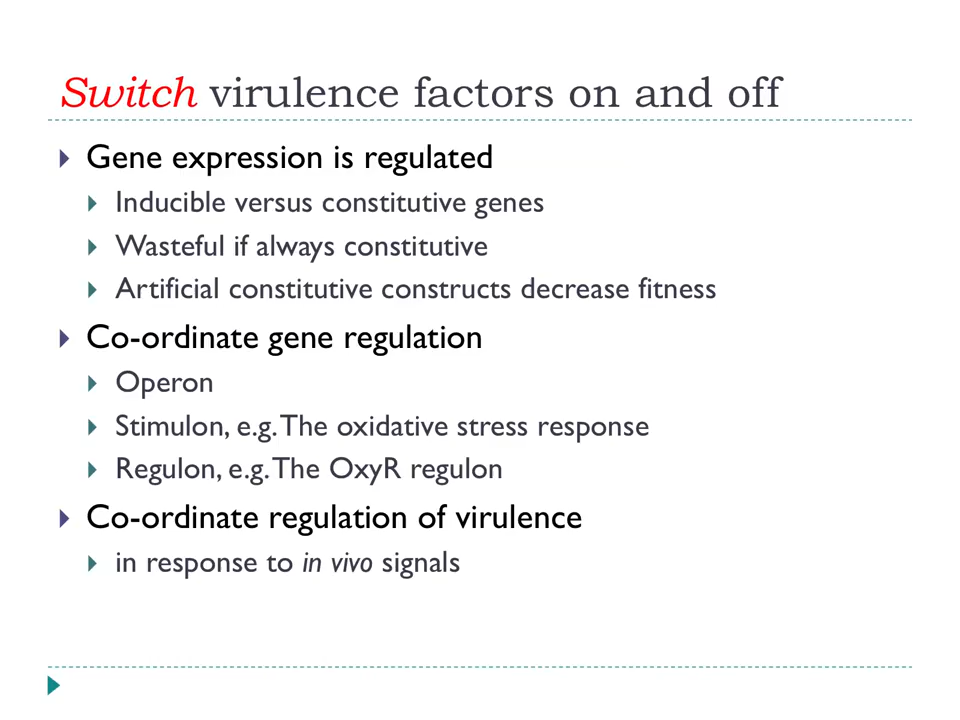 Switch virulence factors on and off
Gene expression is regulated
Inducible versus constitutive genes
Wasteful if always constitutive
Artificial constitutive constructs decrease fitness
Co-ordinate gene regulation
Operon
Stimulon, e.g. The oxidative stress response
Regulon, e.g. The OxyR regulon
Co-ordinate regulation of virulence
in response to in vivo signals